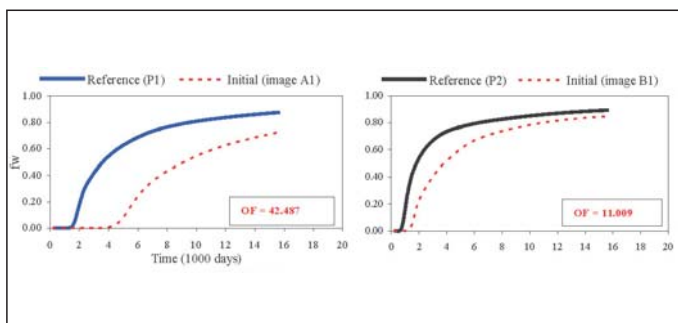 Reference (P1) Initial (image A1)
1.00
0.80
0.60
0.40
0.20
0.00
fw
0 2 4 6 8 10 12 14 16 18 20
Time (1000 days)
OF = 42.487
Reference (P2) Initial (image B1)
1.00
0.80
0.60
0.40
0.20
0.00
0 2 4 6 8 10 12 14 16 18 20
OF = 11.009